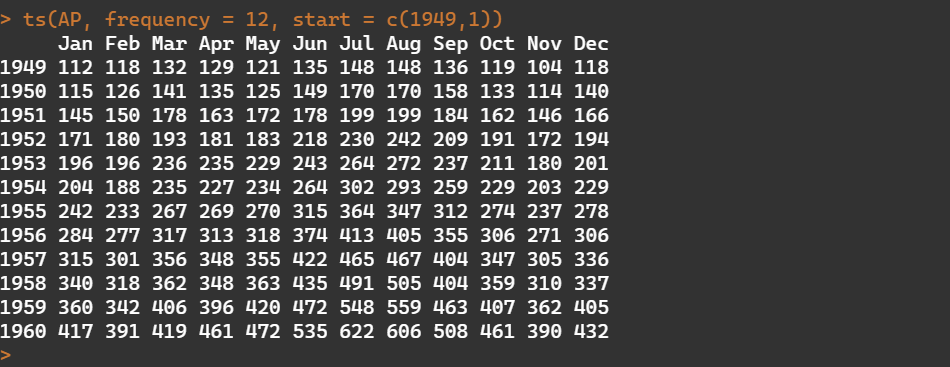 > ts(AP, frequency = 12, start = c(1949,1))
     Jan Feb Mar Apr May Jun Jul Aug Sep Oct Nov Dec
1949 112 118 132 129 121 135 148 148 136 119 104 118
1950 115 126 141 135 125 149 170 170 158 133 114 140
1951 145 150 178 163 172 178 199 199 184 162 146 166
1952 171 180 193 181 183 218 230 242 209 191 172 194
1953 196 196 236 235 229 243 264 272 237 211 180 201
1954 204 188 235 227 234 264 302 293 259 229 203 229
1955 242 233 267 269 270 315 364 347 312 274 237 278
1956 284 277 317 313 318 374 413 405 355 306 271 306
1957 315 301 356 348 355 422 465 467 404 347 305 336
1958 340 318 362 348 363 435 491 505 404 359 310 337
1959 360 342 406 396 420 472 548 559 463 407 362 405
1960 417 391 419 461 472 535 622 606 508 461 390 432
>